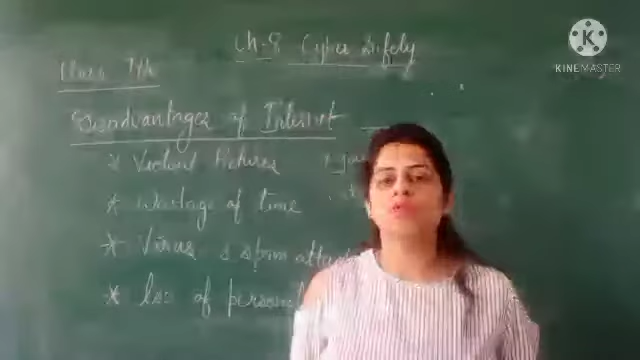 Ch-8 Cyber Safety
KINEMASTER
Class 7th
Disadvantages of Internet
* Violent Pictures
* Wastage of time
* Virus & spam
* loss of personal